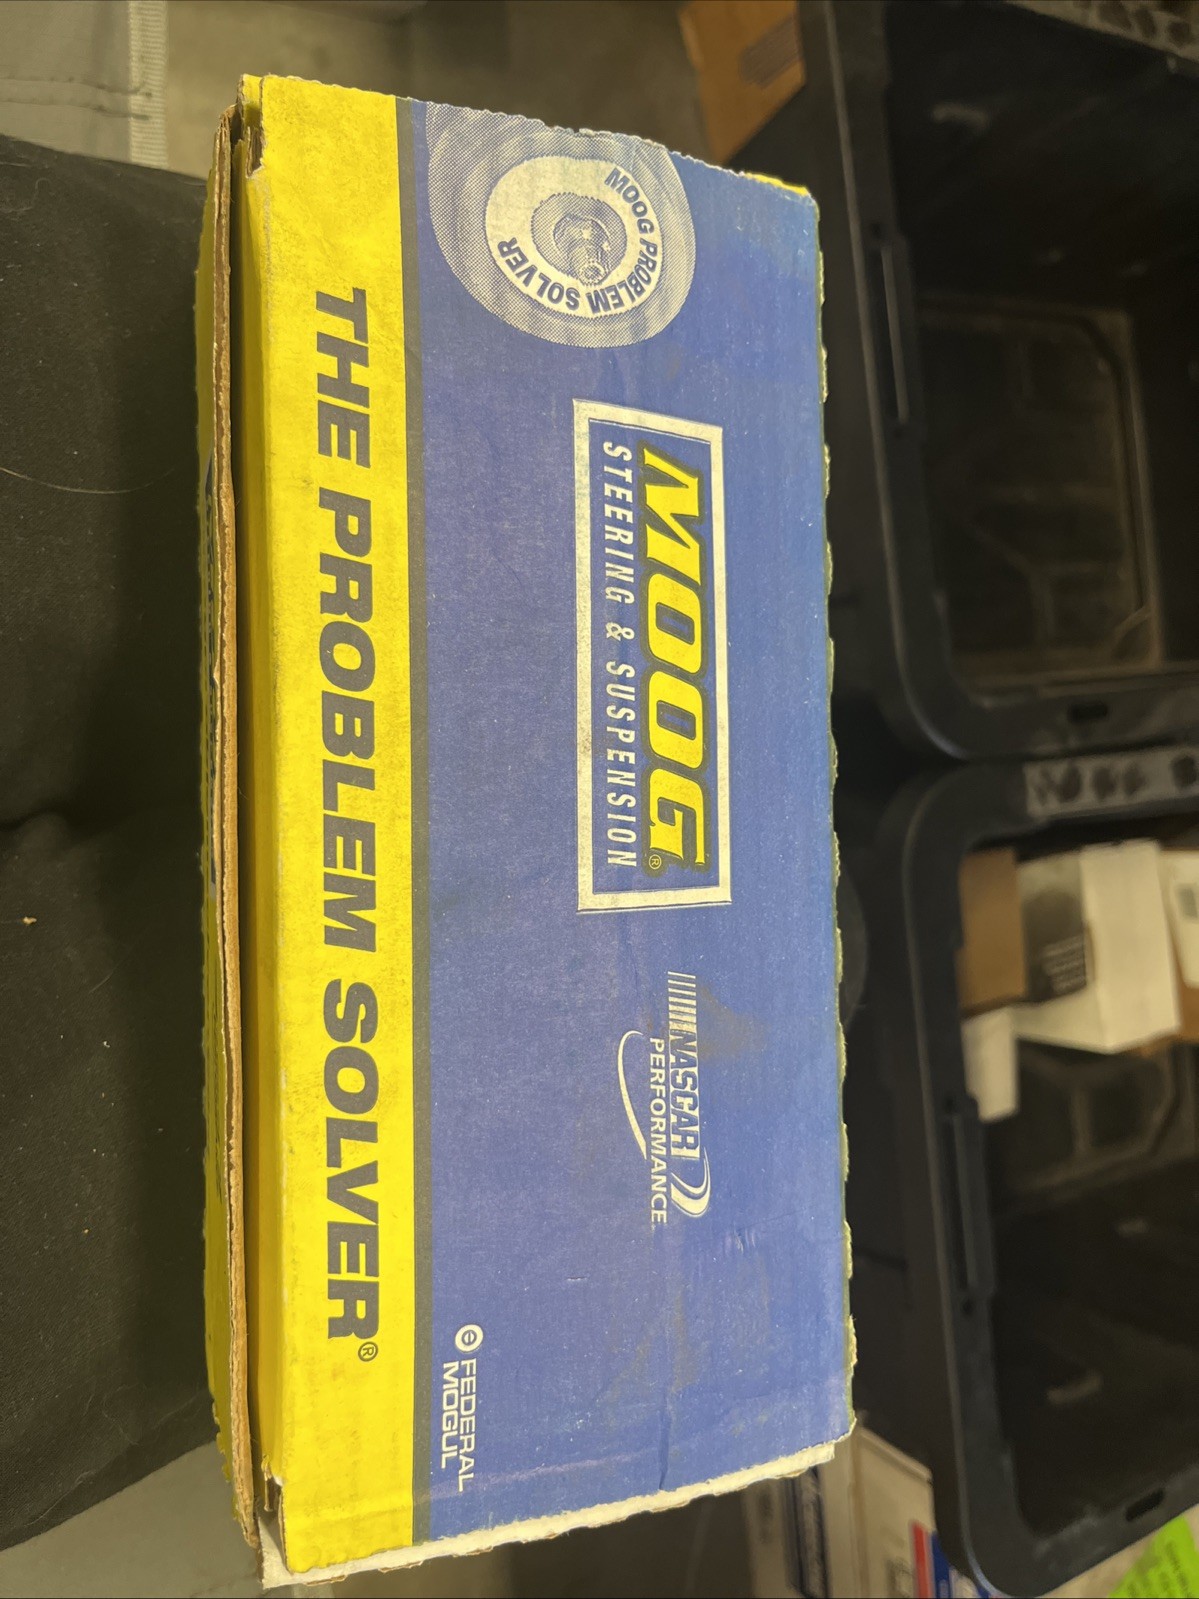 MOOG PROBLEM SOLVER
MOOG®
STEERING & SUSPENSION
NASCAR
PERFORMANCE
FEDERAL
MOGUL
THE PROBLEM SOLVER®